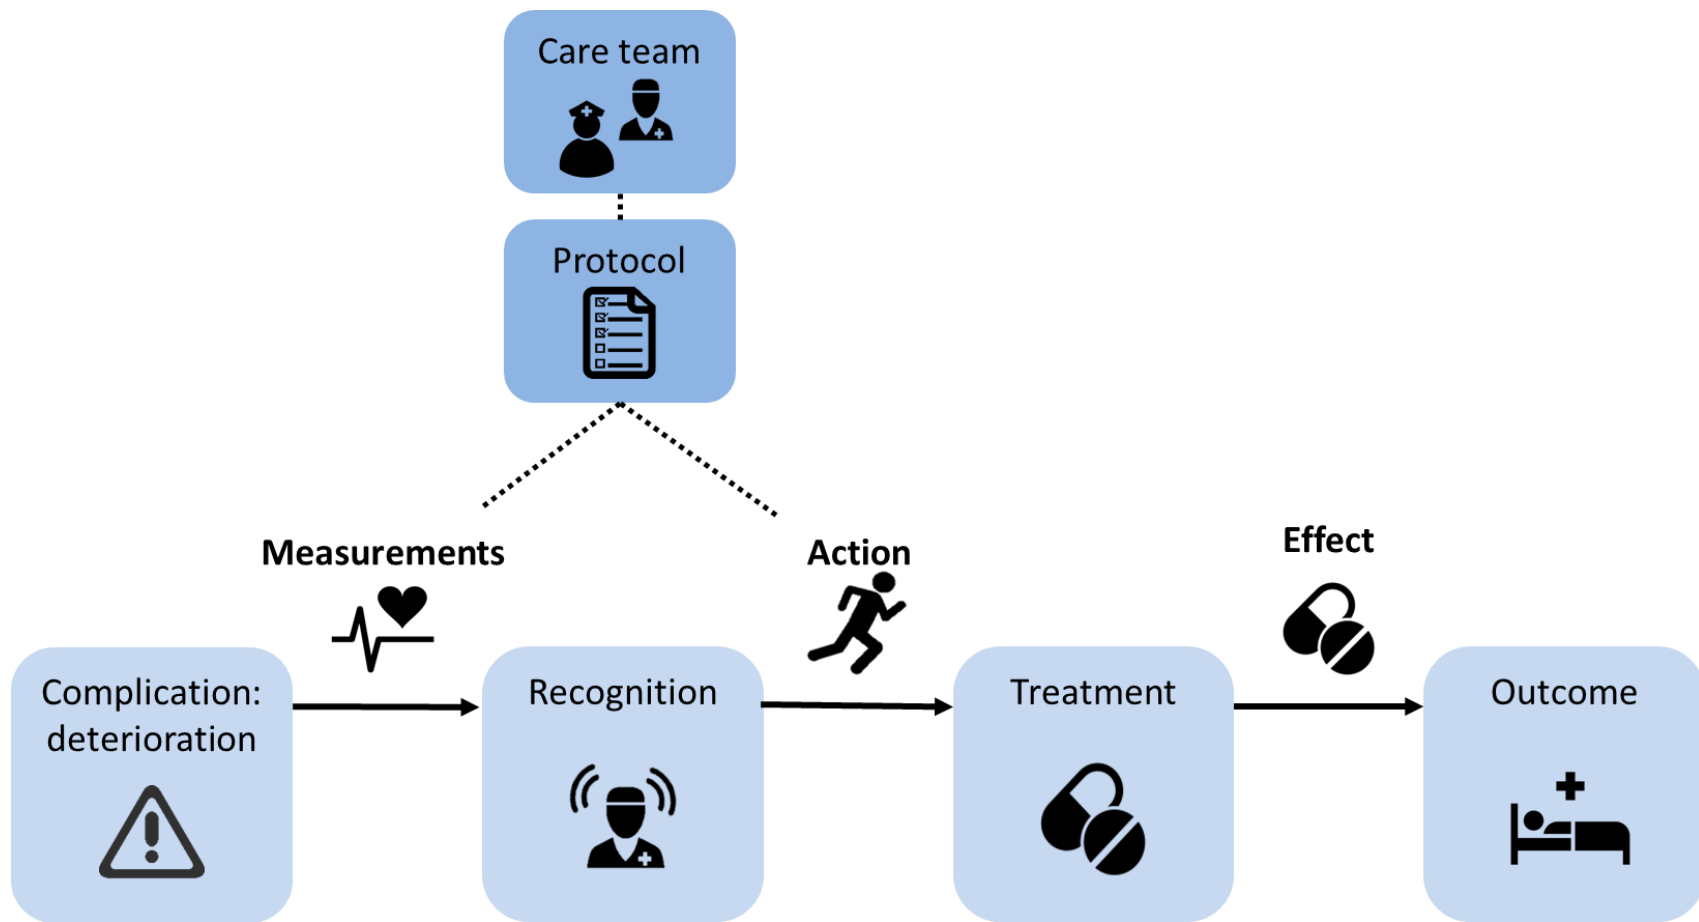 Care team
Protocol
Measurements
Action
Effect
Complication:
deterioration
Recognition
Treatment
Outcome